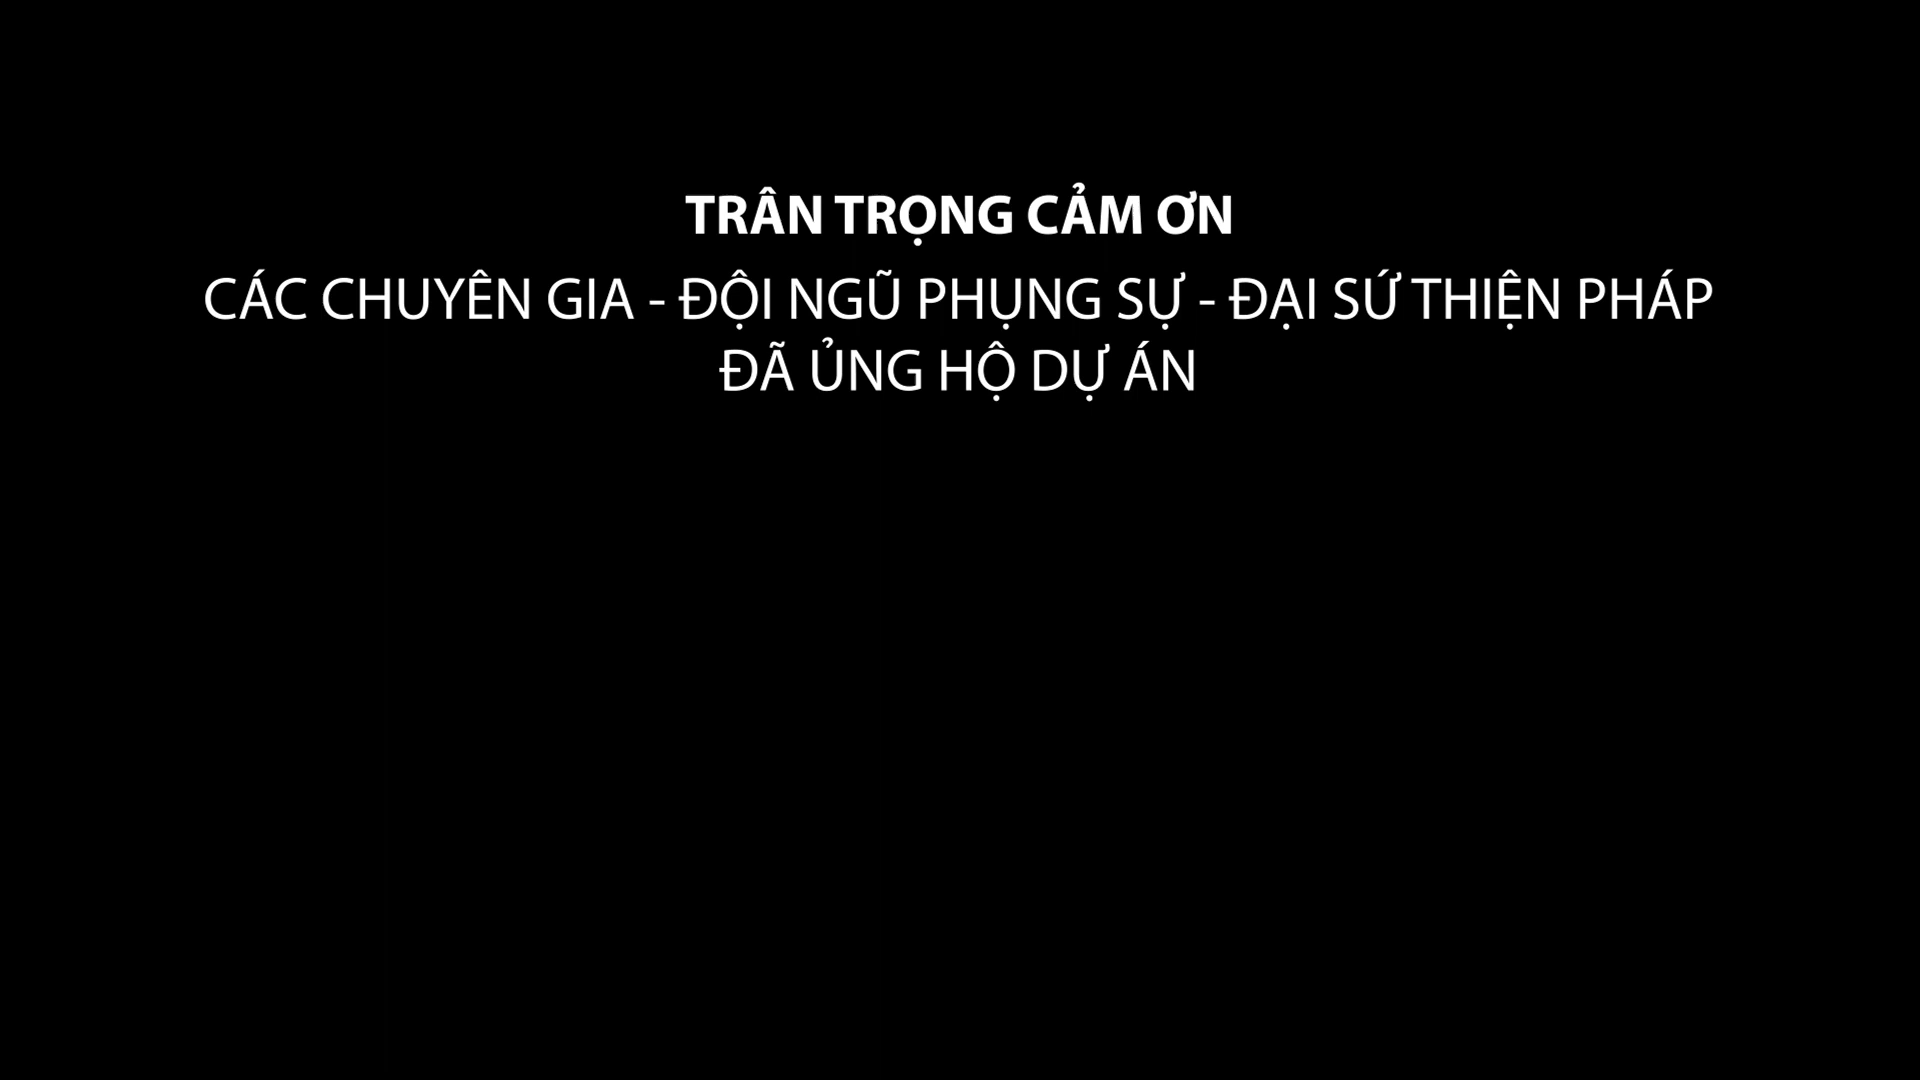 TRÂN TRỌNG CẢM ƠN
CÁC CHUYÊN GIA - ĐỘI NGŨ PHỤNG SỰ - ĐẠI SỨ THIỆN PHÁP
ĐÃ ỦNG HỘ DỰ ÁN